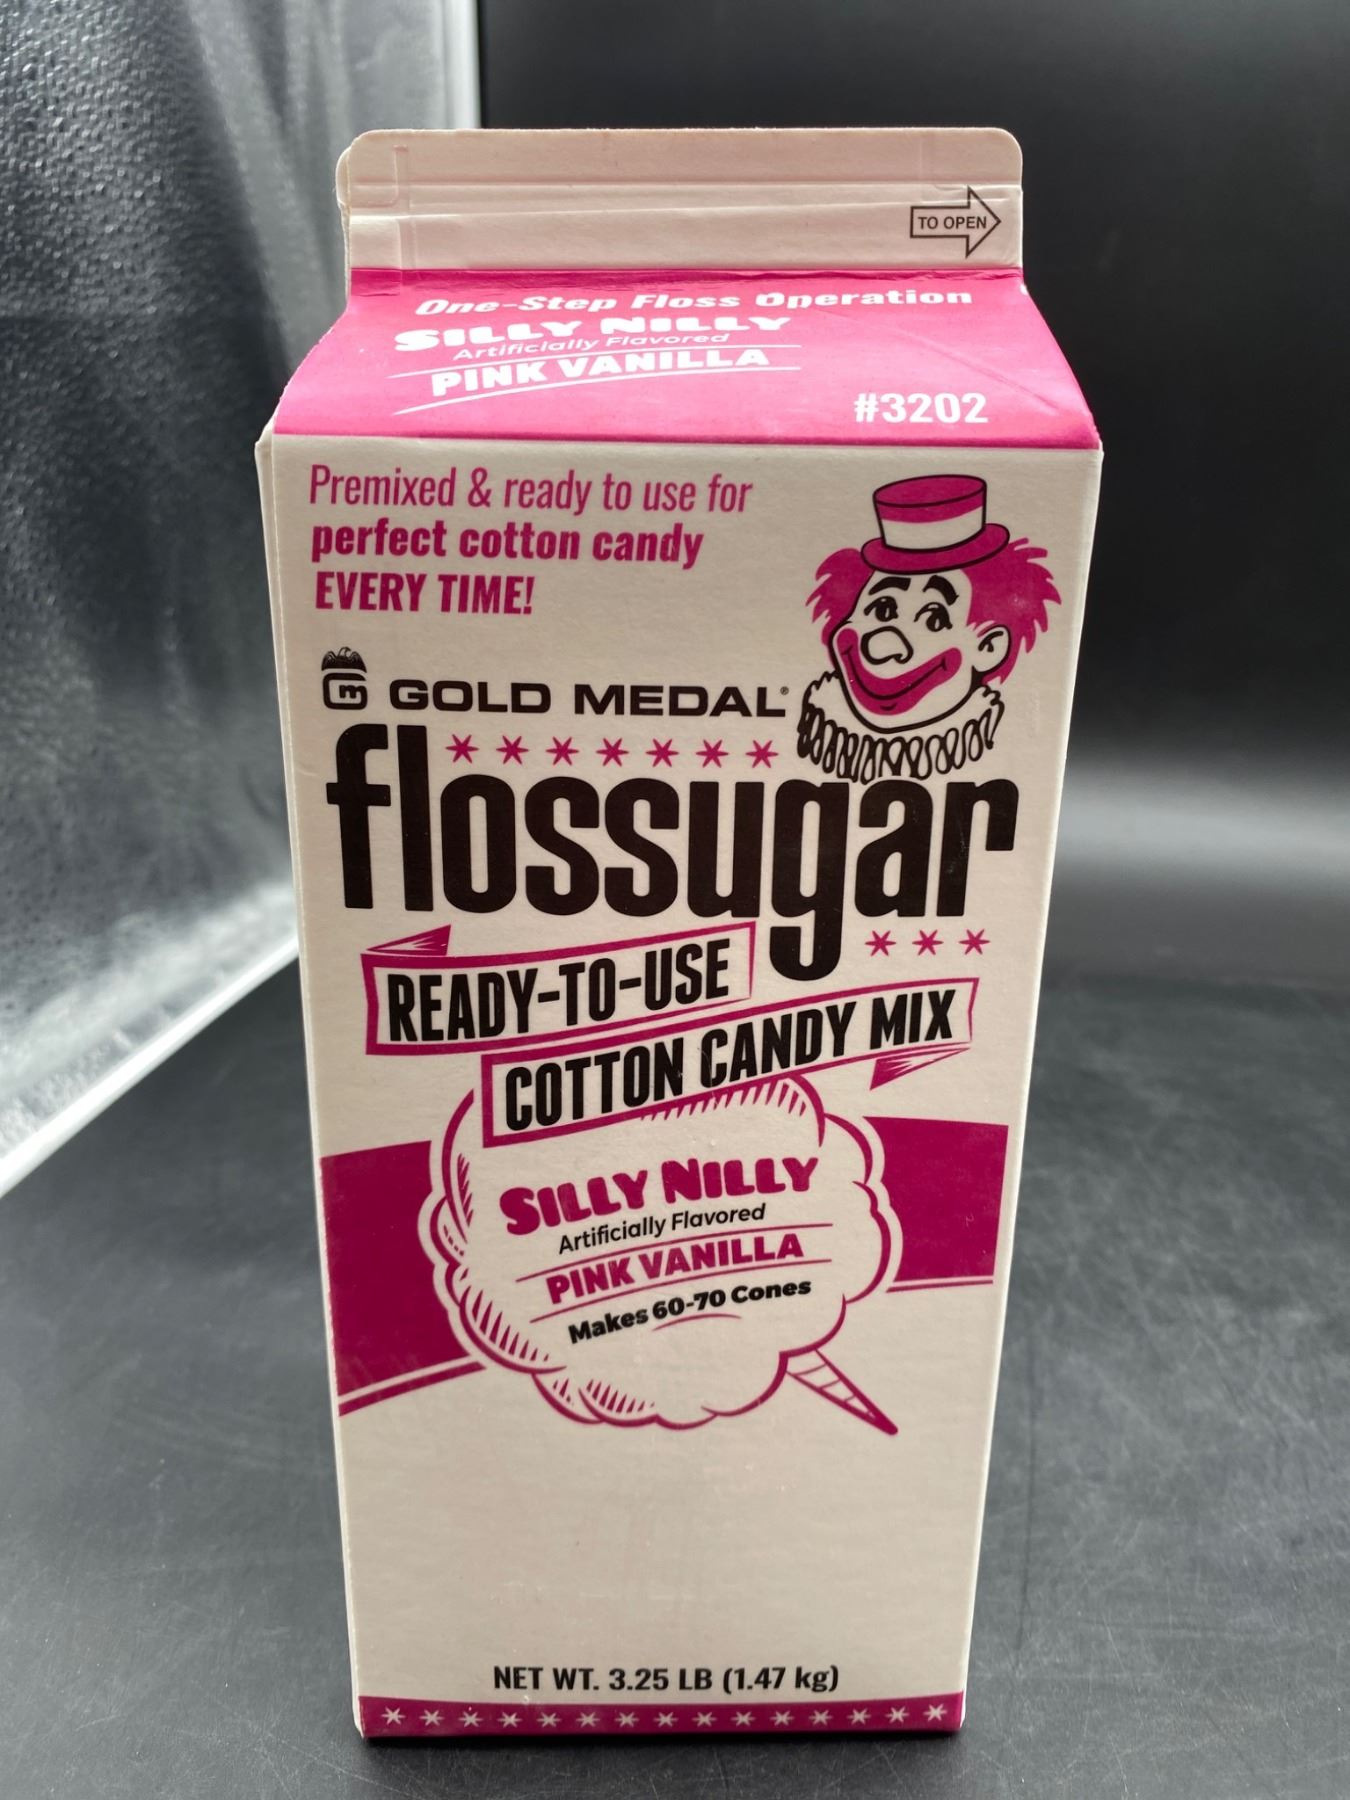 TO OPEN
One-Step Floss Operation
SILLY NILLY
Artificially Flavored
PINK VANILLA
#3202
Premixed & ready to use for
perfect cotton candy
EVERY TIME!
GOLD MEDAL®
flossugar
READY-TO-USE
COTTON CANDY MIX
SILLY NILLY
Artificially Flavored
PINK VANILLA
Makes 60-70 Cones
NET WT. 3.25 LB (1.47 kg)